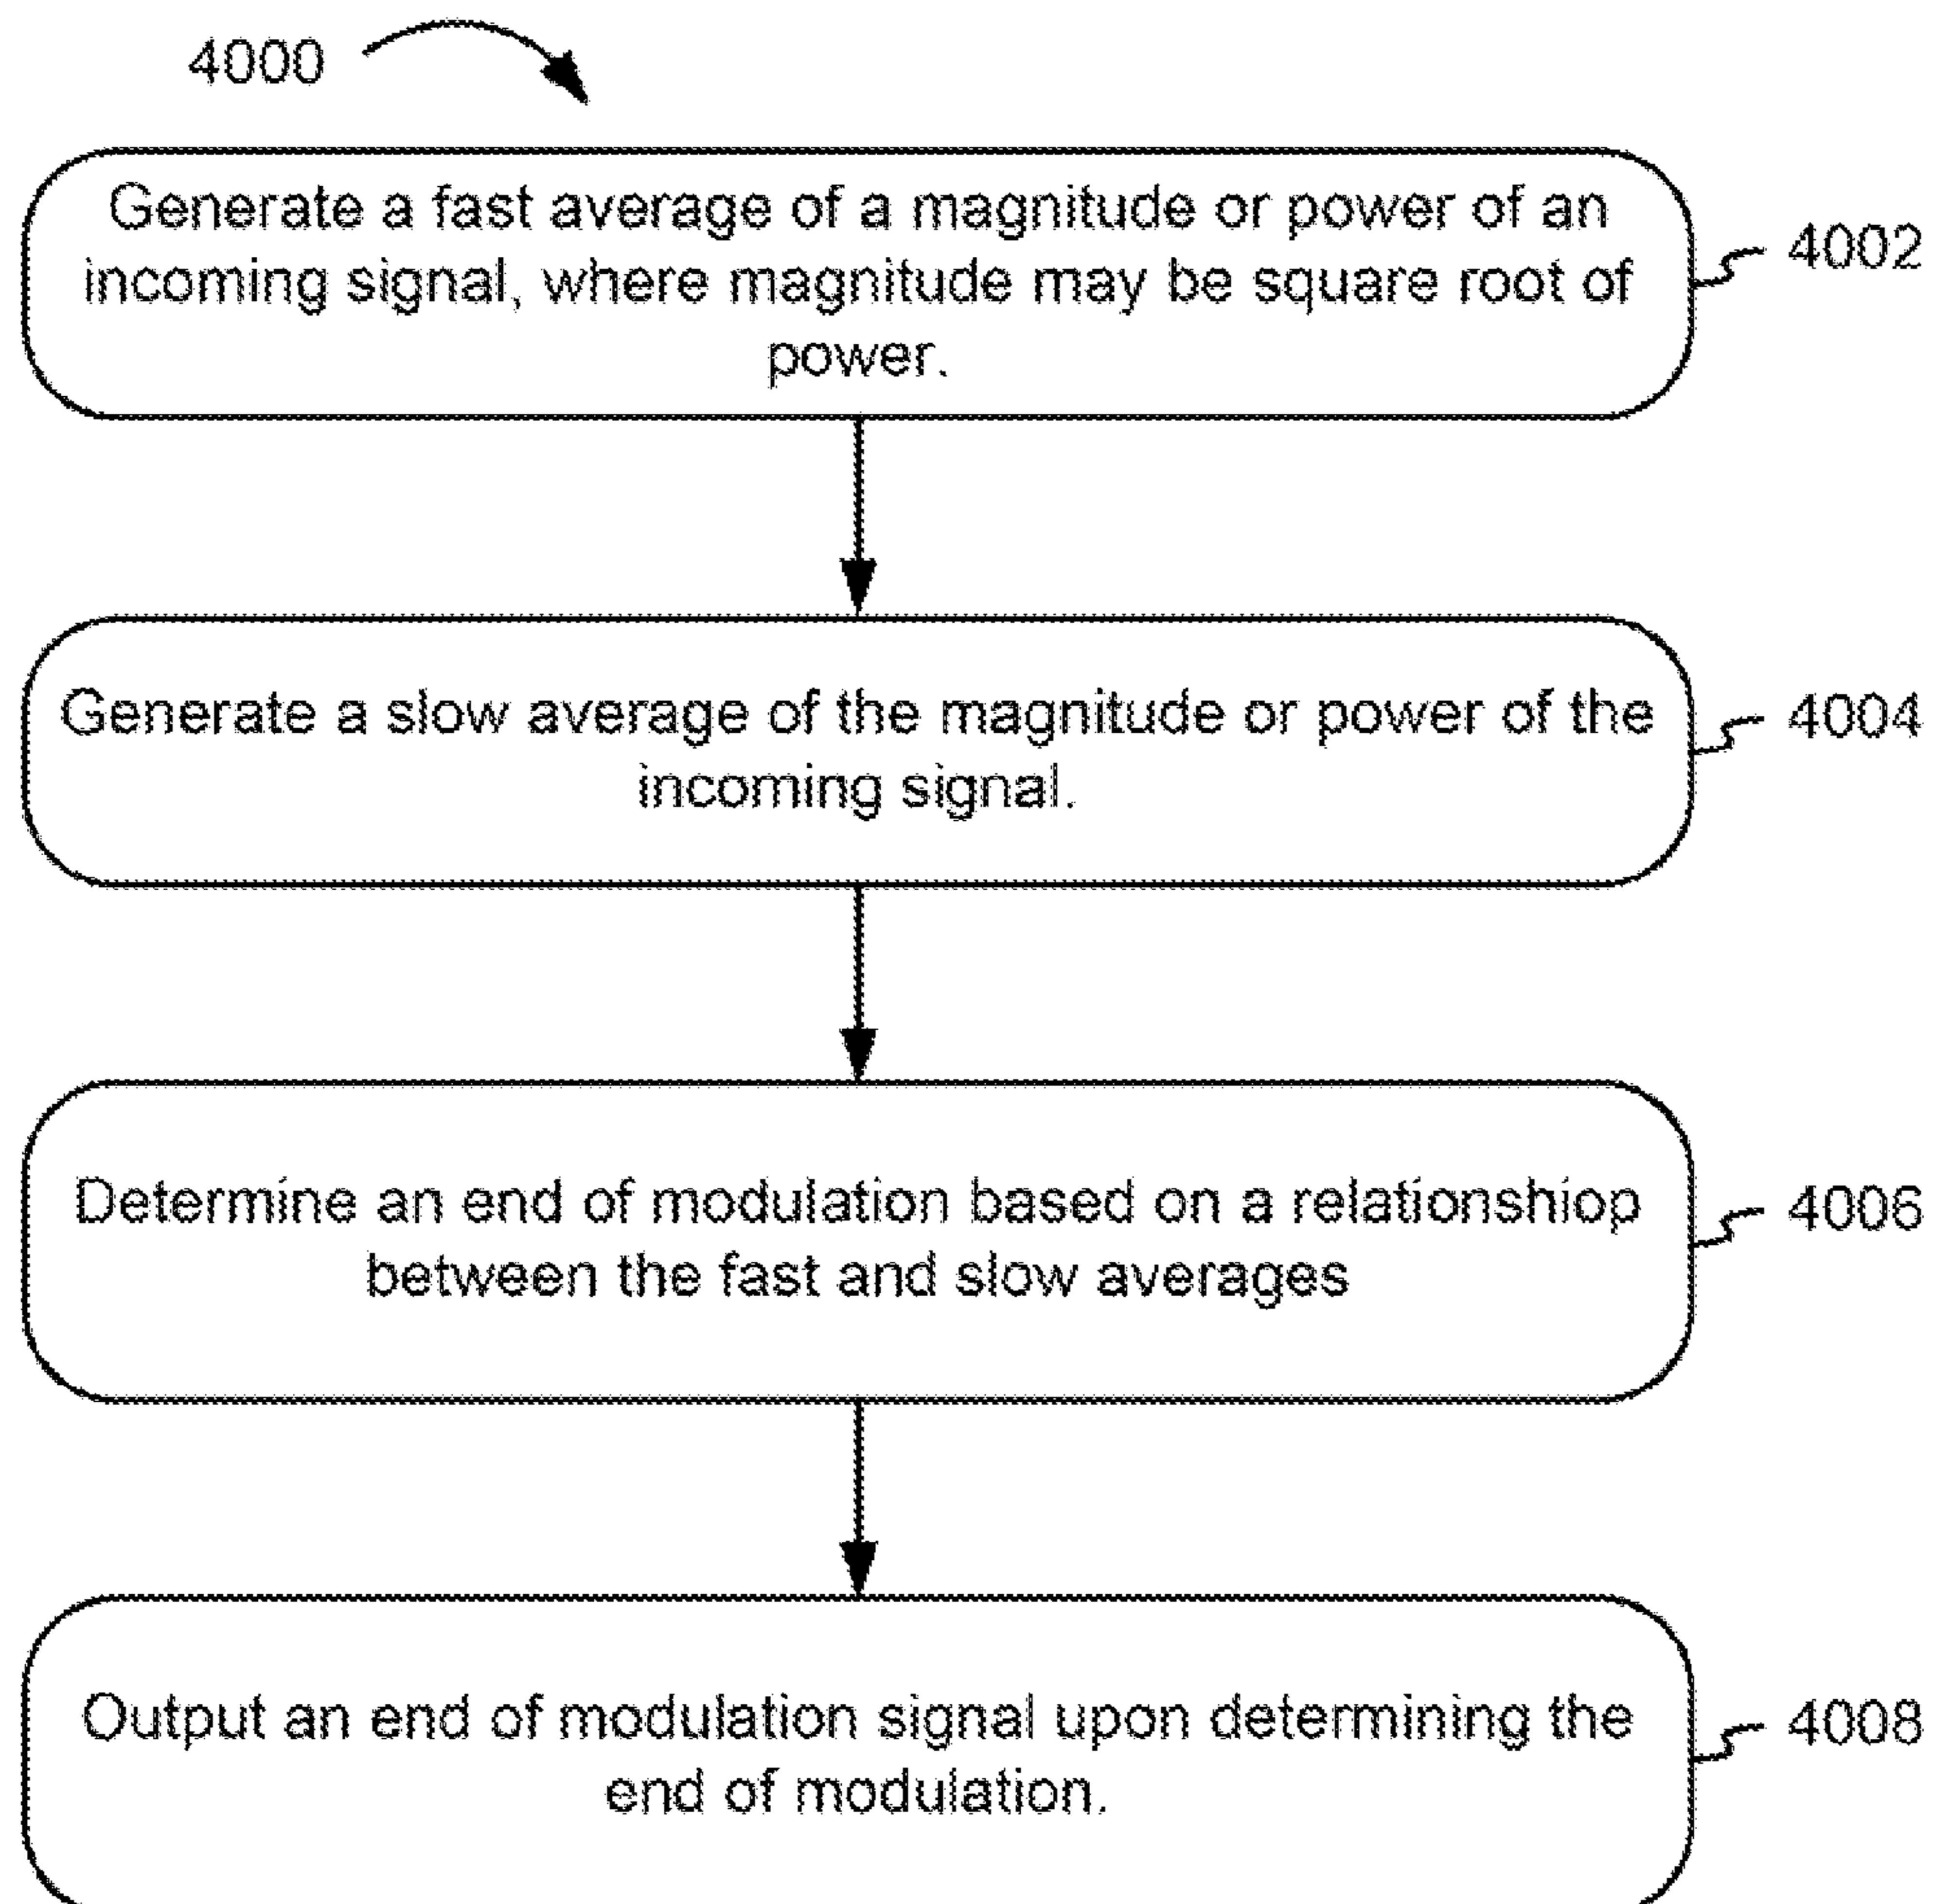 4000
Generate a fast average of a magnitude or power of an
incoming signal, where magnitude may be square root of
power.
4002
Generate a slow average of the magnitude or power of the
incoming signal.
4004
Determine an end of modulation based on a relationshiop
between the fast and slow averages
4006
Output an end of modulation signal upon determining the
end of modulation.
4008